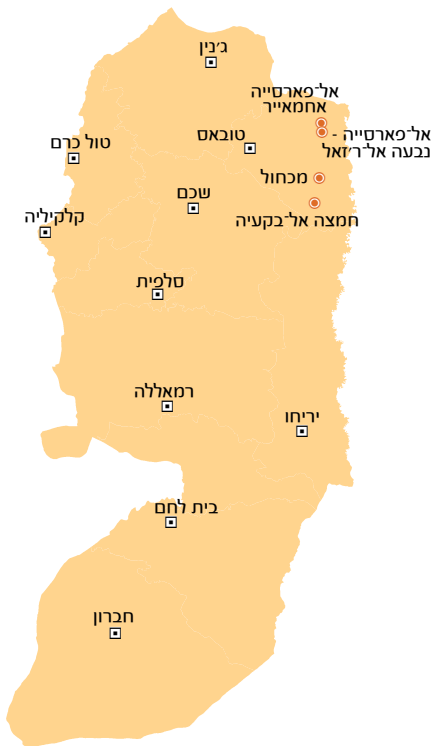 ג'נין
אל־פארסייה
אחמאייר
אל־פארסייה -
נבעה אל־ר'זאל
טובאס
טול כרם
מכחול
שכם
חמצה אל־בקעיה
קלקיליה
סלפית
רמאללה
יריחו
בית לחם
חברון